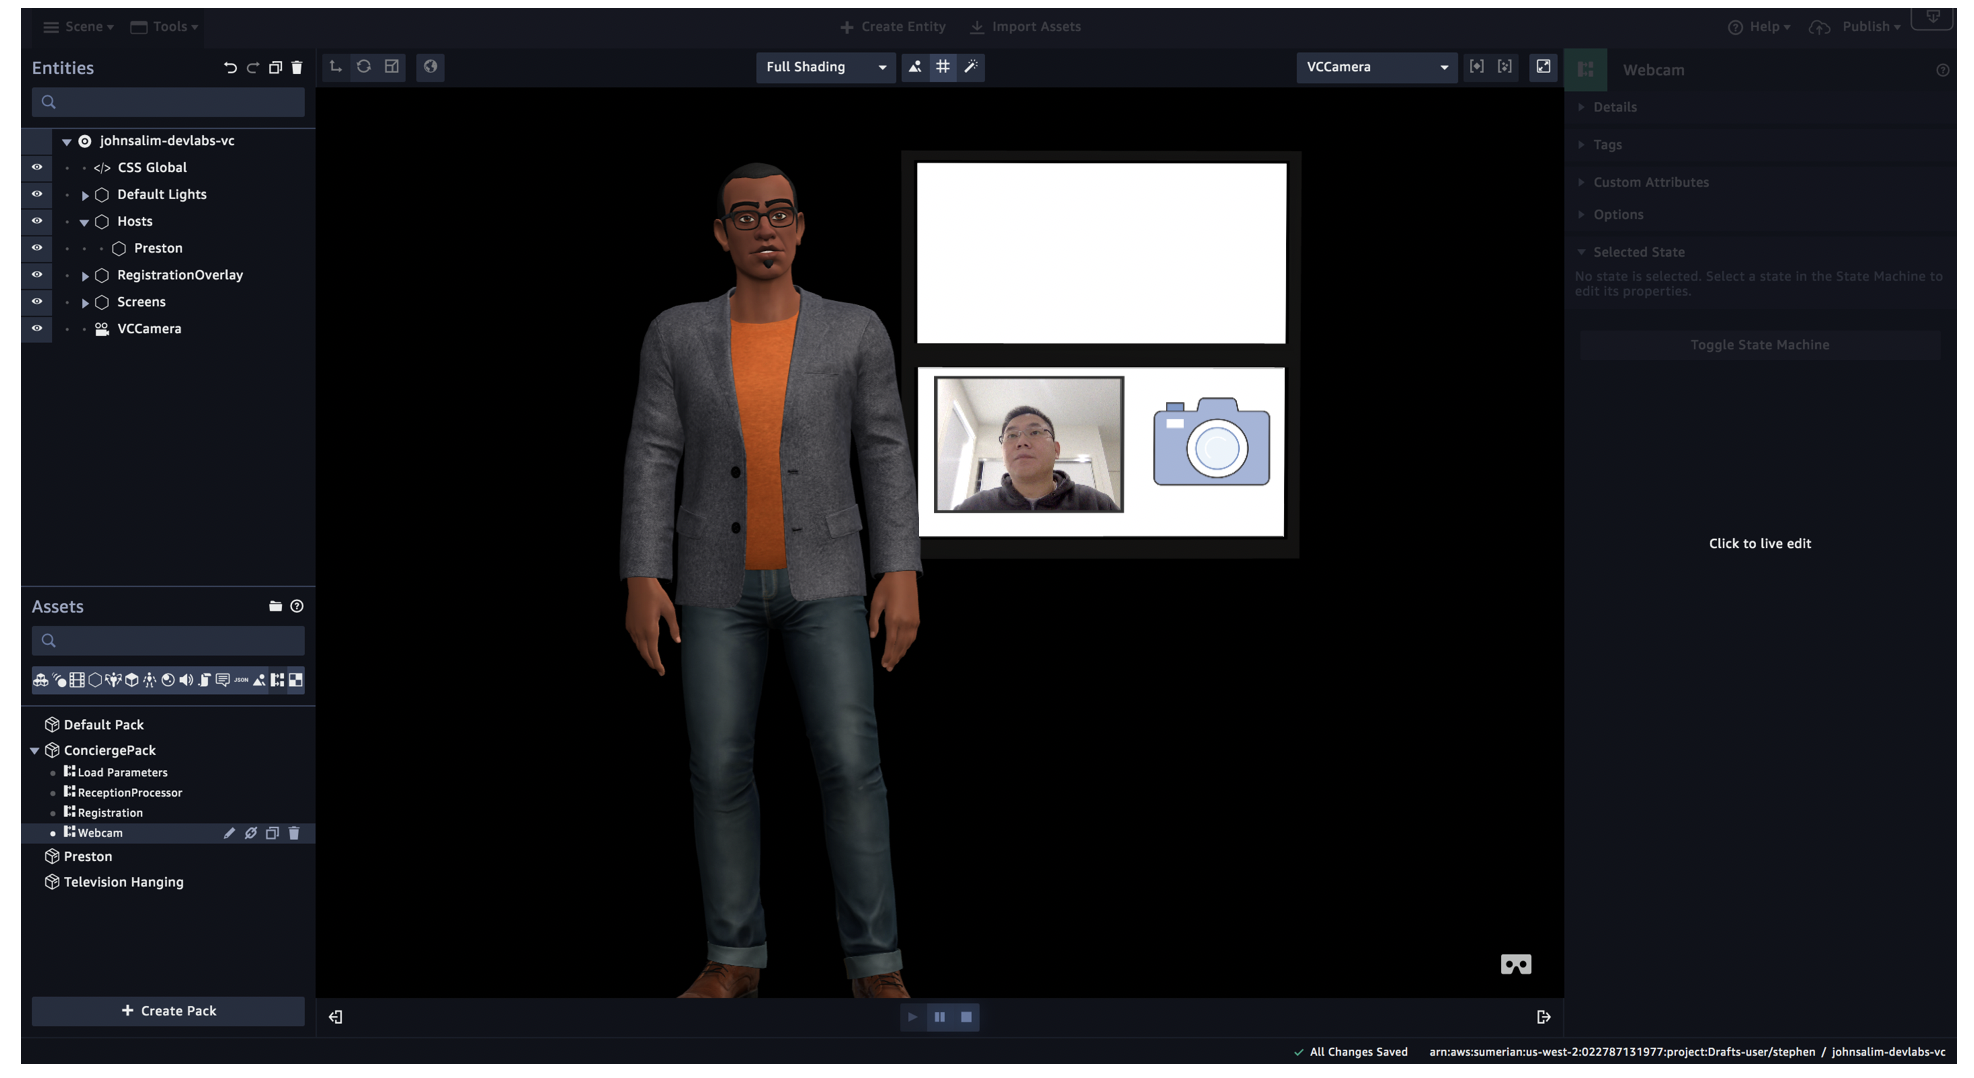 Scene
Tools
Create Entity
Import Assets
Help
Publish
Entities
Full Shading
VCCamera
Webcam
johnsalim-devlabs-vc
</> CSS Global
Default Lights
Hosts
Preston
RegistrationOverlay
Screens
VCCamera
Details
Tags
Custom Attributes
Options
Selected State
No state is selected. Select a state in the State Machine to
edit its properties.
Toggle State Machine
Click to live edit
Assets
JSON
Default Pack
ConciergePack
Load Parameters
ReceptionProcessor
Registration
Webcam
Preston
Television Hanging
+ Create Pack
All Changes Saved
arn:aws:sumerian:us-west-2:022787131977:project:Drafts-user/stephen / johnsalim-devlabs-vc